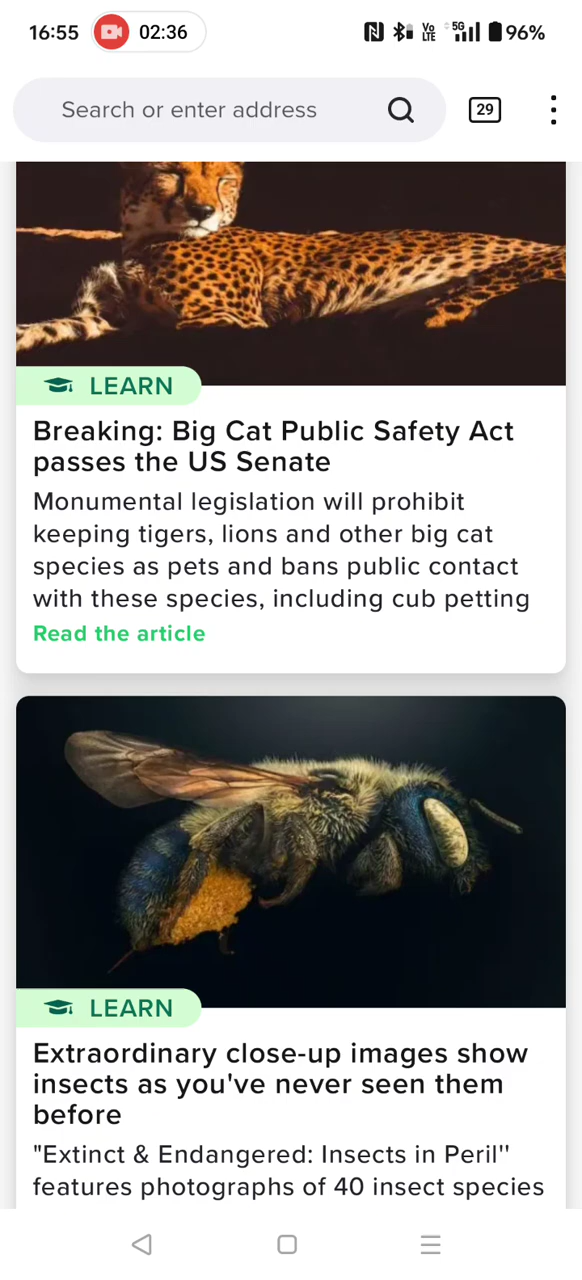 16:55 02:36 Vo LTE 5G 96%
Search or enter address 29
LEARN
Breaking: Big Cat Public Safety Act
passes the US Senate
Monumental legislation will prohibit
keeping tigers, lions and other big cat
species as pets and bans public contact
with these species, including cub petting
Read the article
LEARN
Extraordinary close-up images show
insects as you've never seen them
before
"Extinct & Endangered: Insects in Peril''
features photographs of 40 insect species